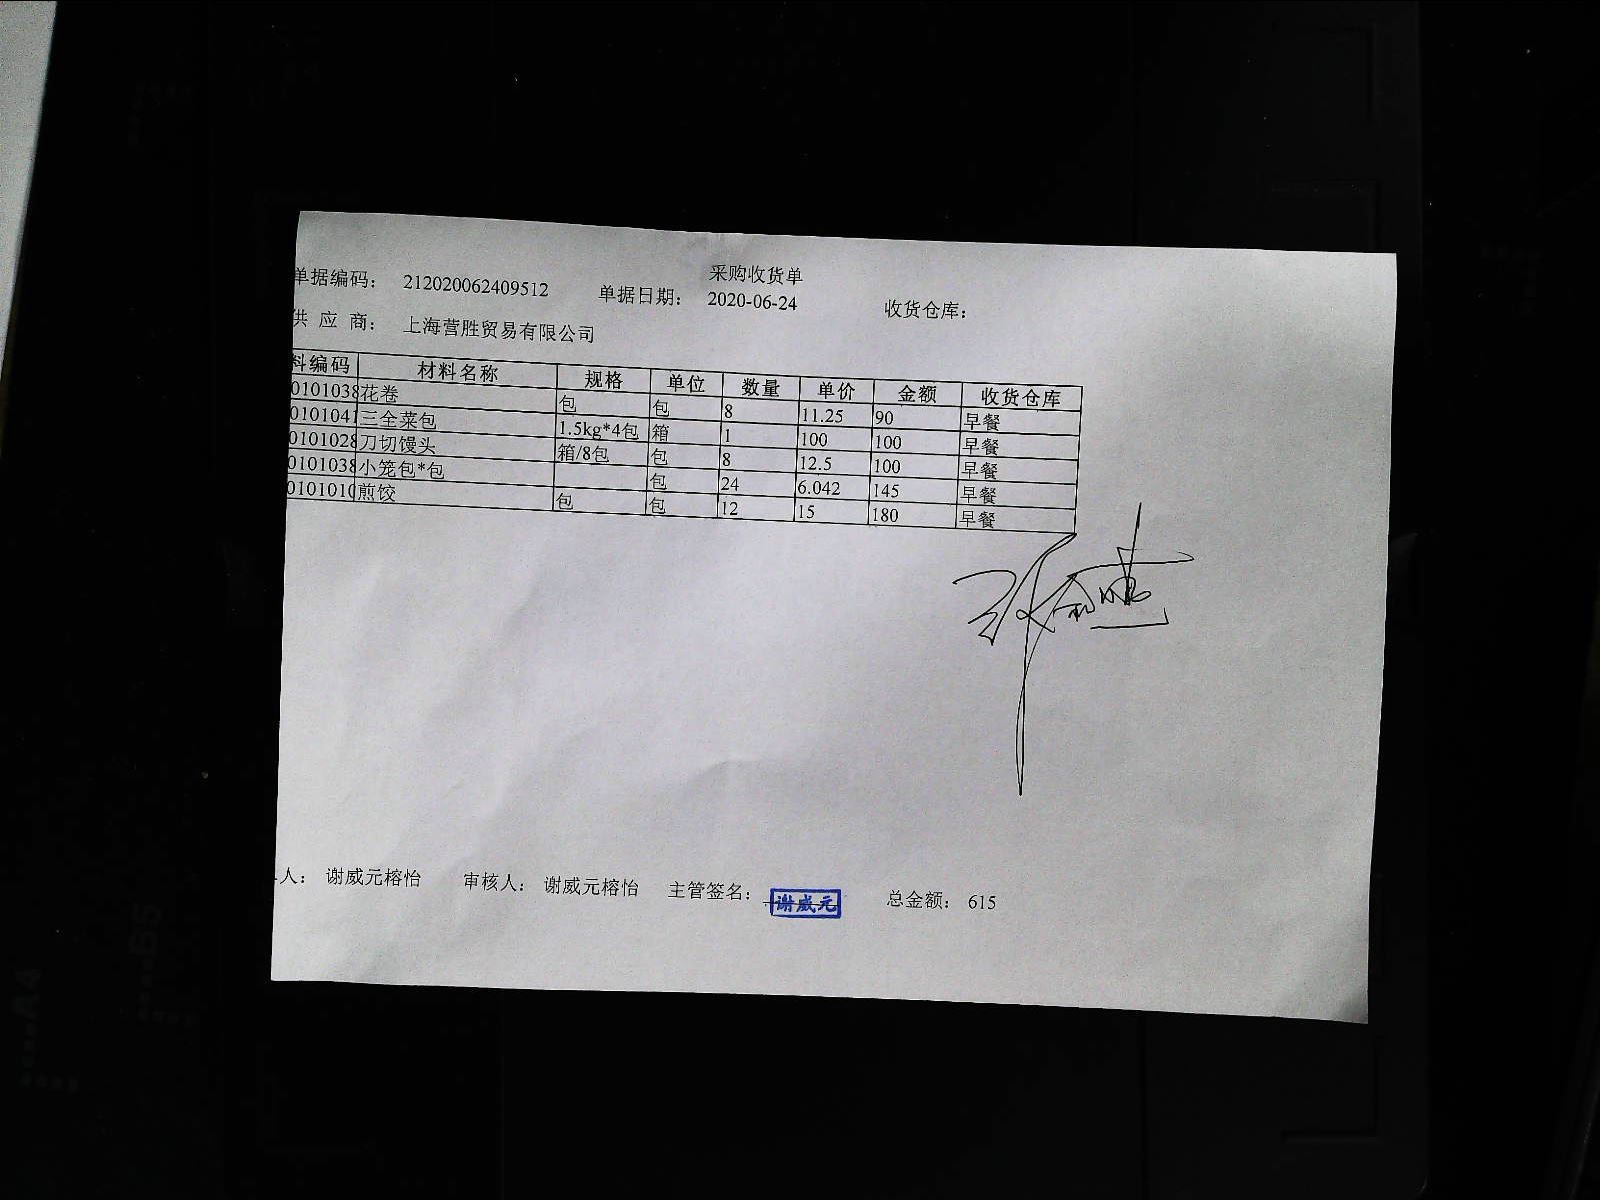 采购收货单
单据编码： 212020062409512 单据日期： 2020-06-24 收货仓库：
供 应 商： 上海营胜贸易有限公司
料编码 材料名称 规格 单位 数量 单价 金额 收货仓库
0101038 花卷 包 包 8 11.25 90 早餐
0101041 三全菜包 1.5kg*4包 箱 1 100 100 早餐
0101028 刀切馒头 箱/8包 包 8 12.5 100 早餐
0101038 小笼包*包 包 24 6.042 145 早餐
0101010 煎饺 包 包 12 15 180 早餐
人： 谢威元榕怡 审核人： 谢威元榕怡 主管签名： 谢威元 总金额： 615